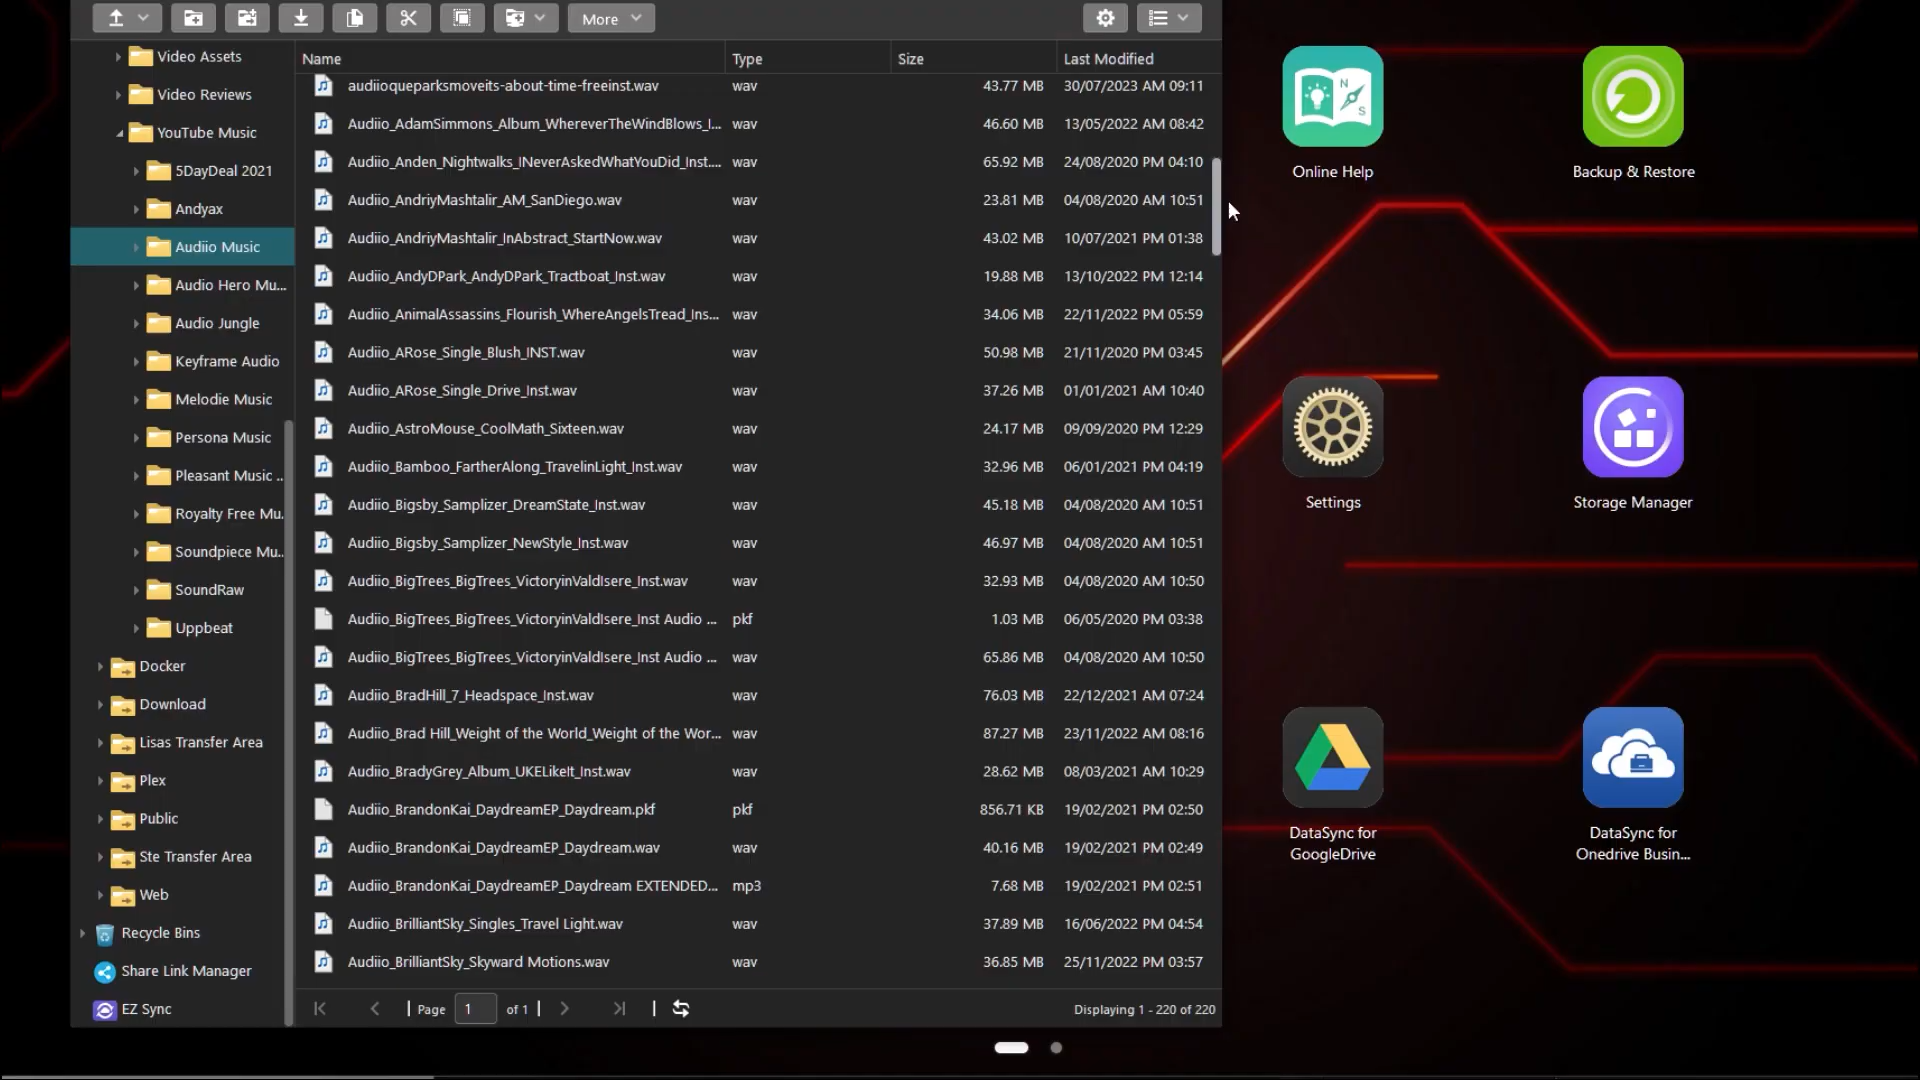 More
Name Type Size Last Modified
Video Assets
Video Reviews
YouTube Music
5DayDeal 2021
Andyax
Audiio Music
Audio Hero Mu...
Audio Jungle
Keyframe Audio
Melodie Music
Persona Music
Pleasant Music ..
Royalty Free Mu.
Soundpiece Mu...
SoundRaw
Uppbeat
Docker
Download
Lisas Transfer Area
Plex
Public
Ste Transfer Area
Web
Recycle Bins
Share Link Manager
EZ Sync
audiioqueparksmoveits-about-time-freeinst.wav wav 43.77 MB 30/07/2023 AM 09:11
Audiio_AdamSimmons_Album_WhereverTheWindBlows_I... wav 46.60 MB 13/05/2022 AM 08:42
Audiio_Anden_Nightwalks_INeverAskedWhatYouDid_Inst.... wav 65.92 MB 24/08/2020 PM 04:10
Audiio_AndriyMashtalir_AM_SanDiego.wav wav 23.81 MB 04/08/2020 AM 10:51
Audiio_AndriyMashtalir_InAbstract_StartNow.wav wav 43.02 MB 10/07/2021 PM 01:38
Audiio_AndyDPark_AndyDPark_Tractboat_Inst.wav wav 19.88 MB 13/10/2022 PM 12:14
Audiio_AnimalAssassins_Flourish_WhereAngelsTread_Ins... wav 34.06 MB 22/11/2022 PM 05:59
Audiio_ARose_Single_Blush_INST.wav wav 50.98 MB 21/11/2020 PM 03:45
Audiio_ARose_Single_Drive_Inst.wav wav 37.26 MB 01/01/2021 AM 10:40
Audiio_AstroMouse_CoolMath_Sixteen.wav wav 24.17 MB 09/09/2020 PM 12:29
Audiio_Bamboo_FartherAlong_TravelinLight_Inst.wav wav 32.96 MB 06/01/2021 PM 04:19
Audiio_Bigsby_Samplizer_DreamState_Inst.wav wav 45.18 MB 04/08/2020 AM 10:51
Audiio_Bigsby_Samplizer_NewStyle_Inst.wav wav 46.97 MB 04/08/2020 AM 10:51
Audiio_BigTrees_BigTrees_VictoryinValdIsere_Inst.wav wav 32.93 MB 04/08/2020 AM 10:50
Audiio_BigTrees_BigTrees_VictoryinValdIsere_Inst Audio ... pkf 1.03 MB 06/05/2020 PM 03:38
Audiio_BigTrees_BigTrees_VictoryinValdIsere_Inst Audio ... wav 65.86 MB 04/08/2020 AM 10:50
Audiio_BradHill_7_Headspace_Inst.wav wav 76.03 MB 22/12/2021 AM 07:24
Audiio_Brad Hill_Weight of the World_Weight of the Wor... wav 87.27 MB 23/11/2022 AM 08:16
Audiio_BradyGrey_Album_UKELikeIt_Inst.wav wav 28.62 MB 08/03/2021 AM 10:29
Audiio_BrandonKai_DaydreamEP_Daydream.pkf pkf 856.71 KB 19/02/2021 PM 02:50
Audiio_BrandonKai_DaydreamEP_Daydream.wav wav 40.16 MB 19/02/2021 PM 02:49
Audiio_BrandonKai_DaydreamEP_Daydream EXTENDED... mp3 7.68 MB 19/02/2021 PM 02:51
Audiio_BrilliantSky_Singles_Travel Light.wav wav 37.89 MB 16/06/2022 PM 04:54
Audiio_BrilliantSky_Skyward Motions.wav wav 36.85 MB 25/11/2022 PM 03:57
Page 1 of 1
Displaying 1 - 220 of 220
N
S
Online Help
Backup & Restore
Settings
Storage Manager
DataSync for
GoogleDrive
DataSync for
Onedrive Busin...